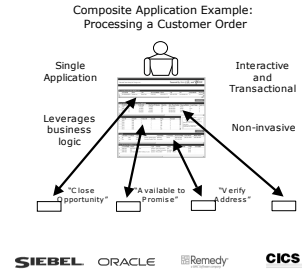 Composite Application Example:
Processing a Customer Order
Single
Application
Interactive
and
Transactional
Leverages
business
logic
Non-invasive
"Close
Opportunity"
"Available to
Promise"
"Verify
Address"
SIEBEL.
ORACLE
Remedy
CICS